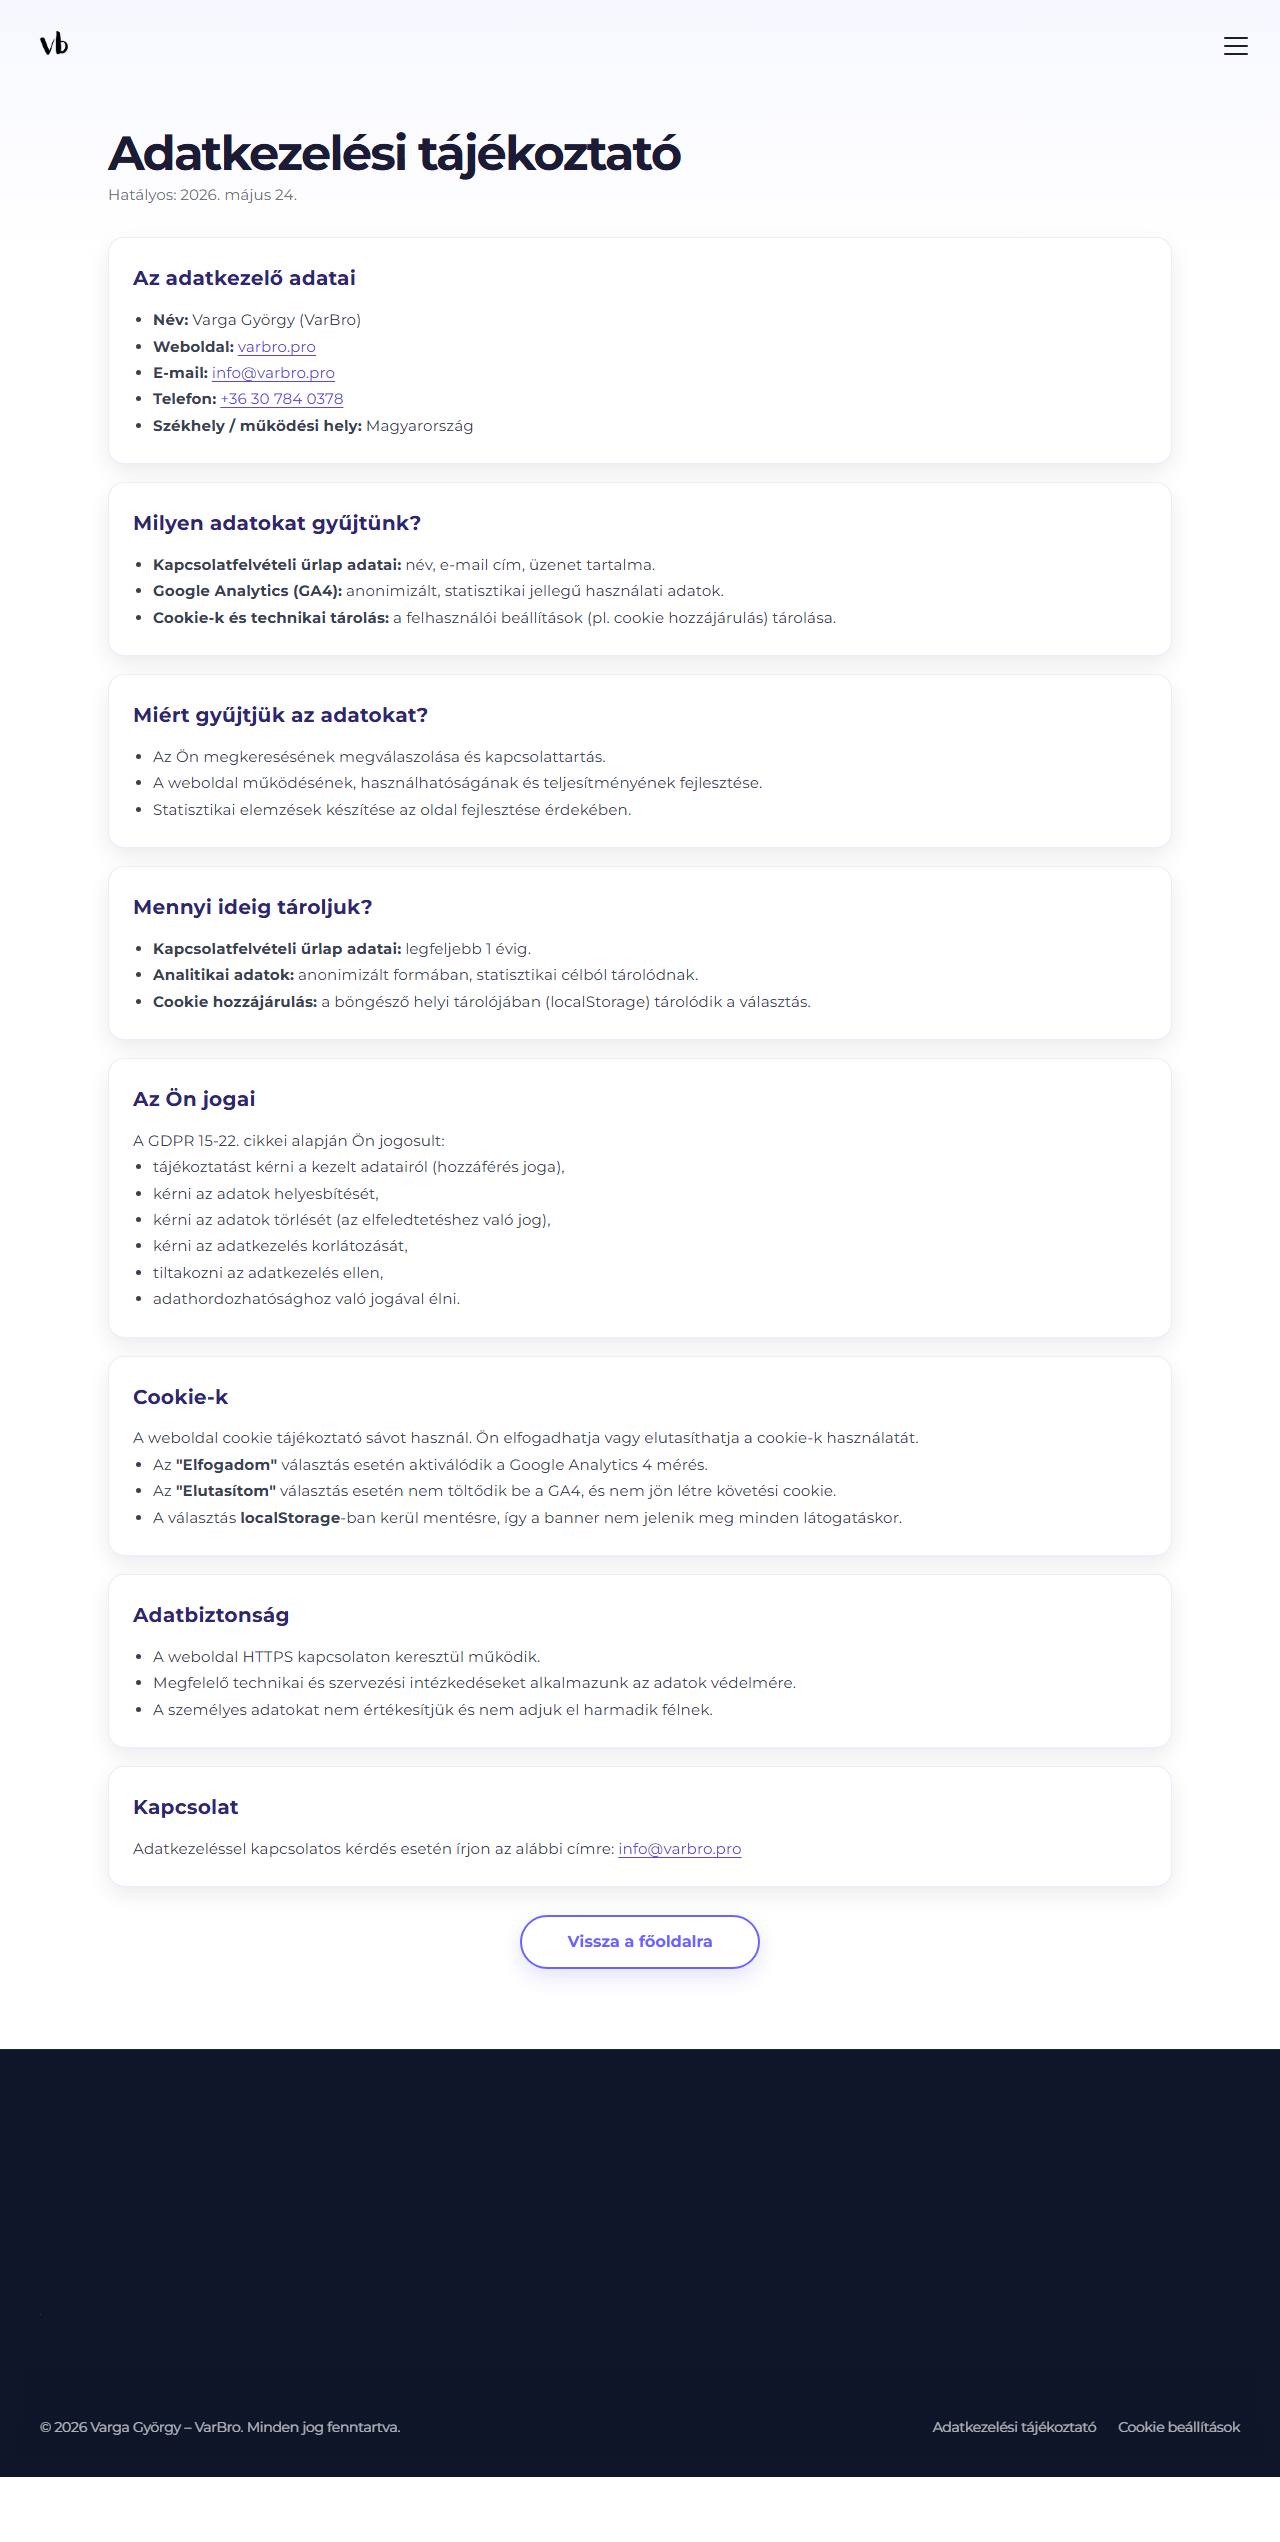 vb
Adatkezelési tájékoztató
Hatályos: 2026. május 24.
Az adatkezelő adatai
• Név: Varga György (VarBro)
• Weboldal: varbro.pro
• E-mail: info@varbro.pro
• Telefon: +36 30 784 0378
• Székhely / működési hely: Magyarország
Milyen adatokat gyűjtünk?
• Kapcsolatfelvételi űrlap adatai: név, e-mail cím, üzenet tartalma.
• Google Analytics (GA4): anonimizált, statisztikai jellegű használati adatok.
• Cookie-k és technikai tárolás: a felhasználói beállítások (pl. cookie hozzájárulás) tárolása.
Miért gyűjtjük az adatokat?
• Az Ön megkeresésének megválaszolása és kapcsolattartás.
• A weboldal működésének, használhatóságának és teljesítményének fejlesztése.
• Statisztikai elemzések készítése az oldal fejlesztése érdekében.
Mennyi ideig tároljuk?
• Kapcsolatfelvételi űrlap adatai: legfeljebb 1 évig.
• Analitikai adatok: anonimizált formában, statisztikai célból tárolódnak.
• Cookie hozzájárulás: a böngésző helyi tárolójában (localStorage) tárolódik a választás.
Az Ön jogai
A GDPR 15-22. cikkei alapján Ön jogosult:
• tájékoztatást kérni a kezelt adatairól (hozzáférés joga),
• kérni az adatok helyesbítését,
• kérni az adatok törlését (az elfeledtetéshez való jog),
• kérni az adatkezelés korlátozását,
• tiltakozni az adatkezelés ellen,
• adathordozhatósághoz való jogával élni.
Cookie-k
A weboldal cookie tájékoztató sávot használ. Ön elfogadhatja vagy elutasíthatja a cookie-k használatát.
• Az "Elfogadom" választás esetén aktiválódik a Google Analytics 4 mérés.
• Az "Elutasítom" választás esetén nem töltődik be a GA4, és nem jön létre követési cookie.
• A választás localStorage-ban kerül mentésre, így a banner nem jelenik meg minden látogatáskor.
Adatbiztonság
• A weboldal HTTPS kapcsolaton keresztül működik.
• Megfelelő technikai és szervezési intézkedéseket alkalmazunk az adatok védelmére.
• A személyes adatokat nem értékesítjük és nem adjuk el harmadik félnek.
Kapcsolat
Adatkezeléssel kapcsolatos kérdés esetén írjon az alábbi címre: info@varbro.pro
Vissza a főoldalra
© 2026 Varga György – VarBro. Minden jog fenntartva.
Adatkezelési tájékoztató Cookie beállítások